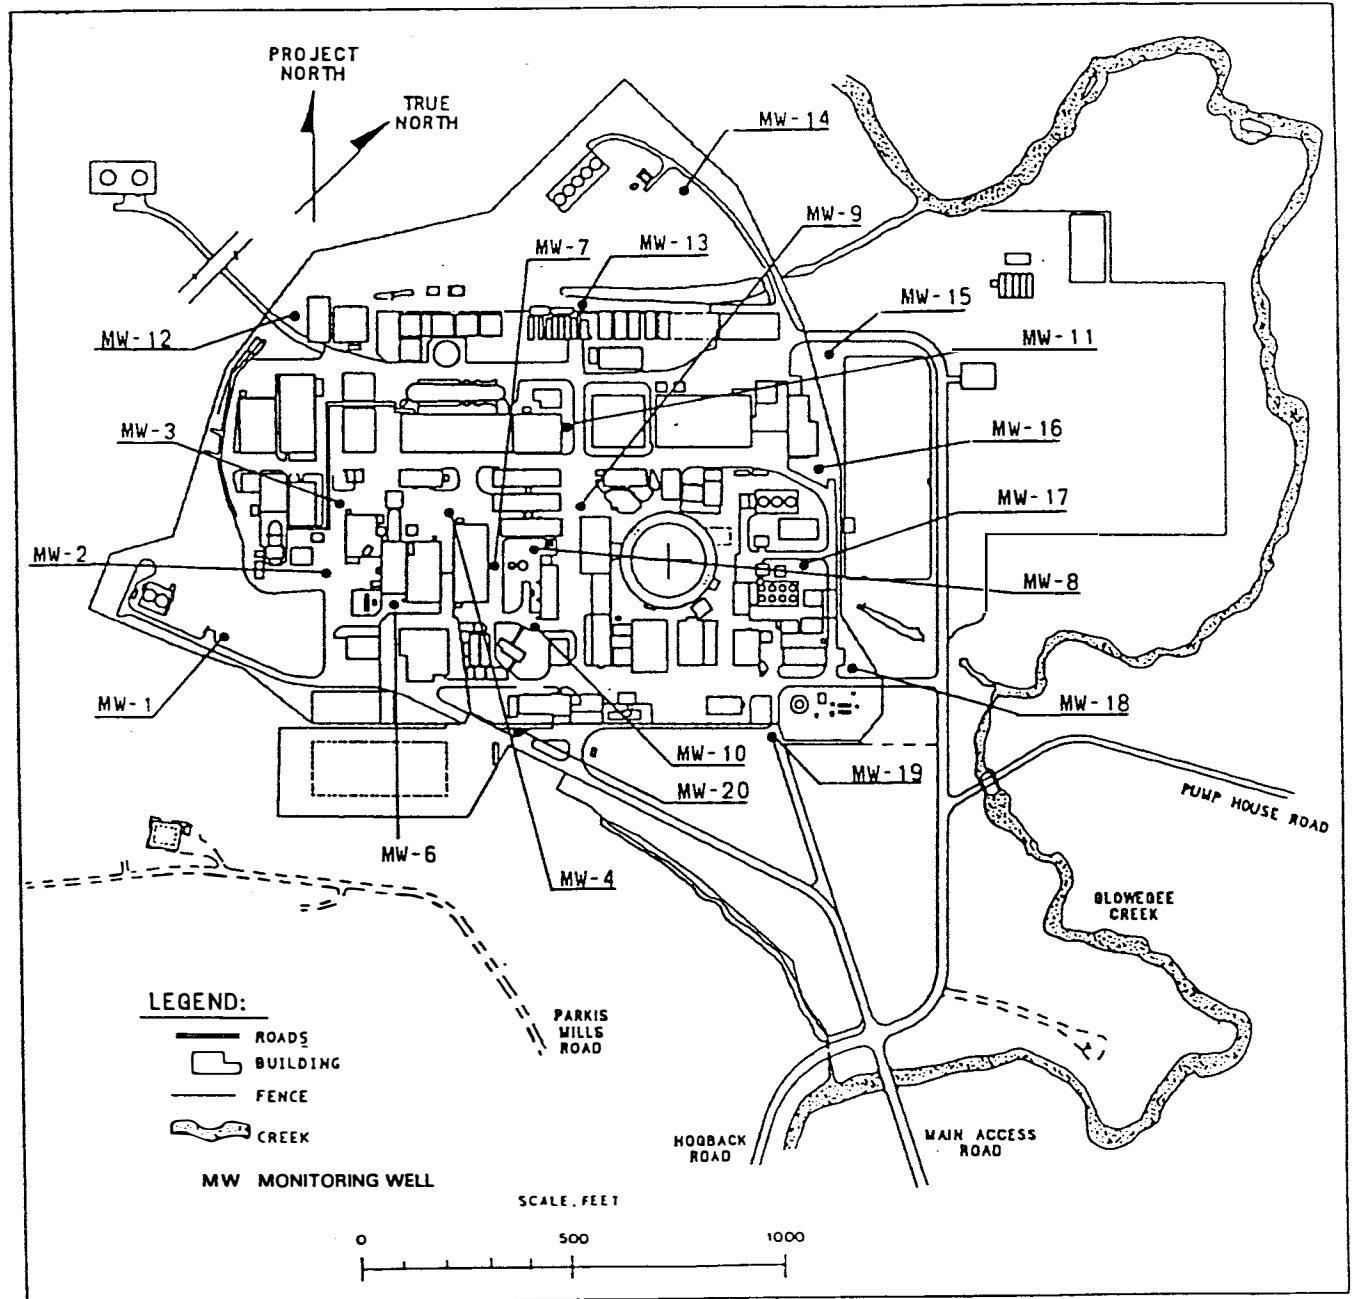 PROJECT
NORTH
TRUE
NORTH
MW-14
MW-9
MW-7
MW-13
MW-15
MW-12
MW-11
MW-3
MW-16
MW-17
MW-2
MW-8
MW-1
MW-18
MW-10
MW-19
MW-20
PUMP HOUSE ROAD
MW-6
MW-4
GLOWEGEE
CREEK
LEGEND:
ROADS
BUILDING
FENCE
CREEK
MW MONITORING WELL
PARKIS
MILLS
ROAD
HOGBACK
ROAD
MAIN ACCESS
ROAD
SCALE, FEET
0 500 1000